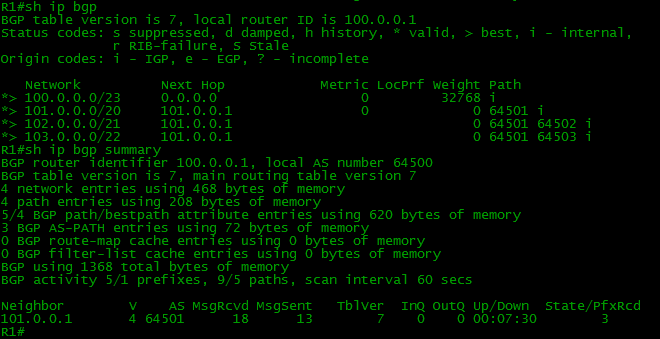 R1#sh ip bgp
BGP table version is 7, local router ID is 100.0.0.1
Status codes: s suppressed, d damped, h history, * valid, > best, i - internal,
              r RIB-failure, S Stale
Origin codes: i - IGP, e - EGP, ? - incomplete

   Network          Next Hop            Metric LocPrf Weight Path
*> 100.0.0.0/23     0.0.0.0                  0         32768 i
*> 101.0.0.0/20     101.0.0.1                0             0 64501 i
*> 102.0.0.0/21     101.0.0.1                              0 64501 64502 i
*> 103.0.0.0/22     101.0.0.1                              0 64501 64503 i
R1#sh ip bgp summary
BGP router identifier 100.0.0.1, local AS number 64500
BGP table version is 7, main routing table version 7
4 network entries using 468 bytes of memory
4 path entries using 208 bytes of memory
5/4 BGP path/bestpath attribute entries using 620 bytes of memory
3 BGP AS-PATH entries using 72 bytes of memory
0 BGP route-map cache entries using 0 bytes of memory
0 BGP filter-list cache entries using 0 bytes of memory
BGP using 1368 total bytes of memory
BGP activity 5/1 prefixes, 9/5 paths, scan interval 60 secs

Neighbor        V    AS MsgRcvd MsgSent   TblVer  InQ OutQ Up/Down  State/PfxRcd
101.0.0.1       4 64501      18      13        7    0    0 00:07:30        3
R1#